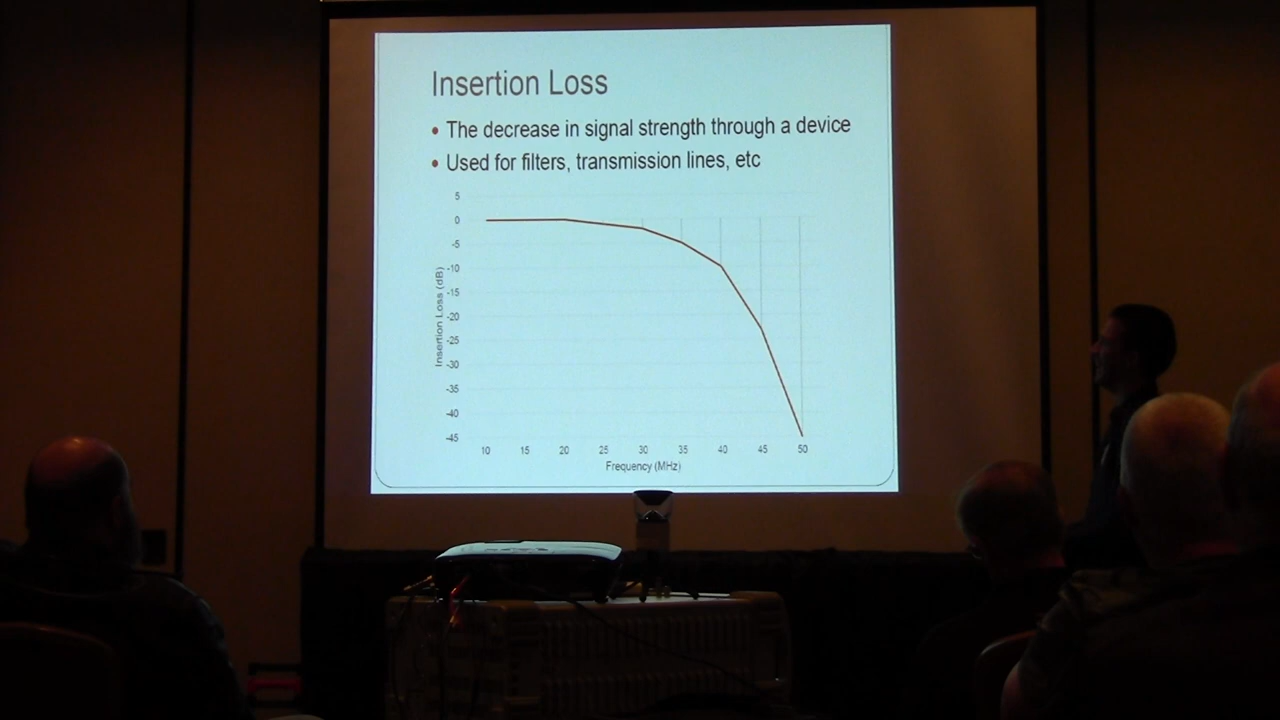 Insertion Loss
• The decrease in signal strength through a device
• Used for filters, transmission lines, etc
5
0
-5
-10
-15
-20
-25
-30
-35
-40
-45
Insertion Loss (dB)
10 15 20 25 30 35 40 45 50
Frequency (MHz)